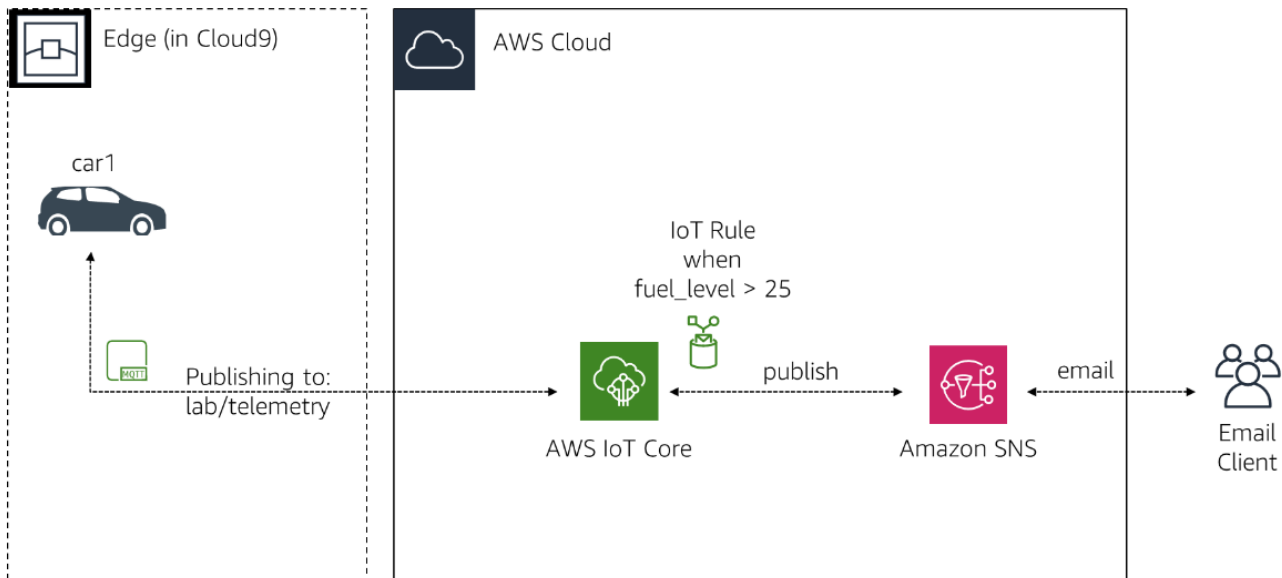 Edge (in Cloud9)
AWS Cloud
car1
IoT Rule
when
fuel_level > 25
MQTT
Publishing to:
lab/telemetry
publish
email
AWS IoT Core
Amazon SNS
Email
Client